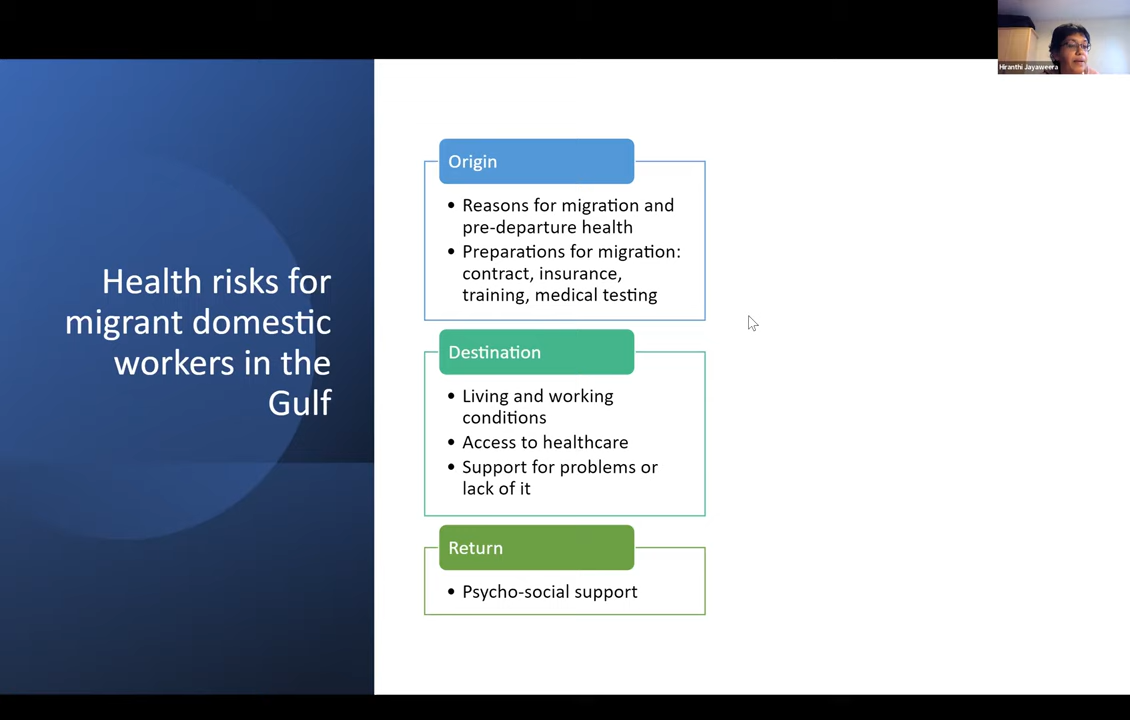 Hiranthi Jayaweera
Health risks for
migrant domestic
workers in the
Gulf
Origin
• Reasons for migration and
pre-departure health
• Preparations for migration:
contract, insurance,
training, medical testing
Destination
• Living and working
conditions
• Access to healthcare
• Support for problems or
lack of it
Return
• Psycho-social support